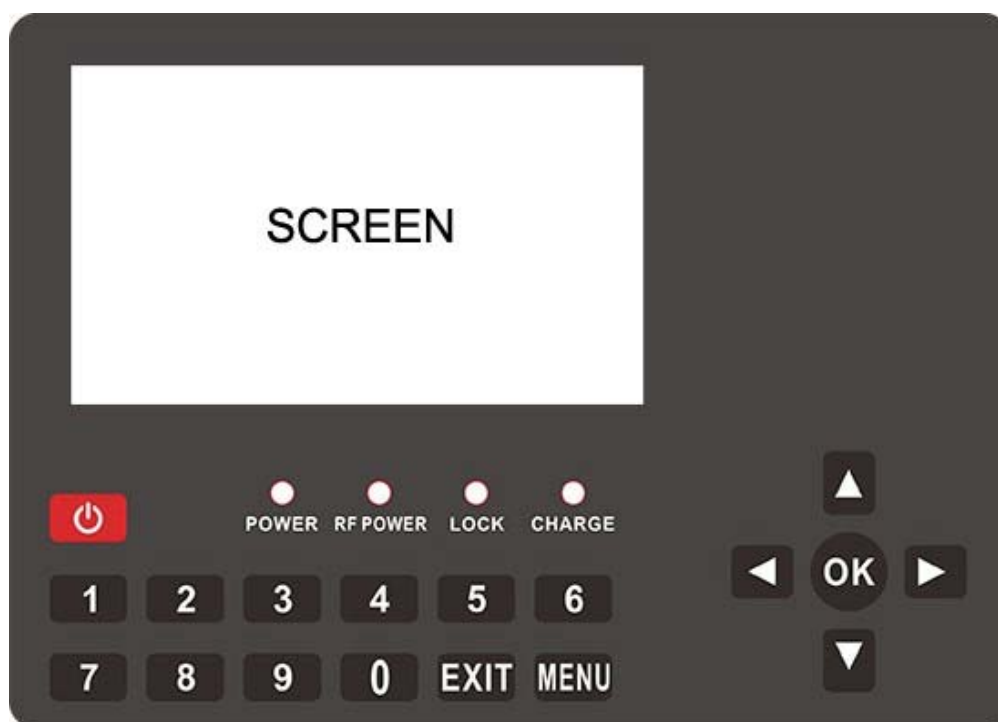 SCREEN
POWER RF POWER LOCK CHARGE
OK
1 2 3 4 5 6
7 8 9 0 EXIT MENU